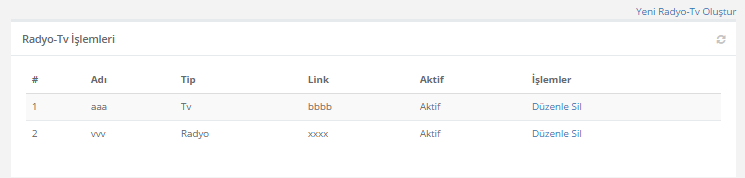 Yeni Radyo-Tv Oluştur
Radyo-Tv İşlemleri
# Adı Tip Link Aktif İşlemler
1 aaa Tv bbbb Aktif Düzenle Sil
2 vvv Radyo xxxx Aktif Düzenle Sil